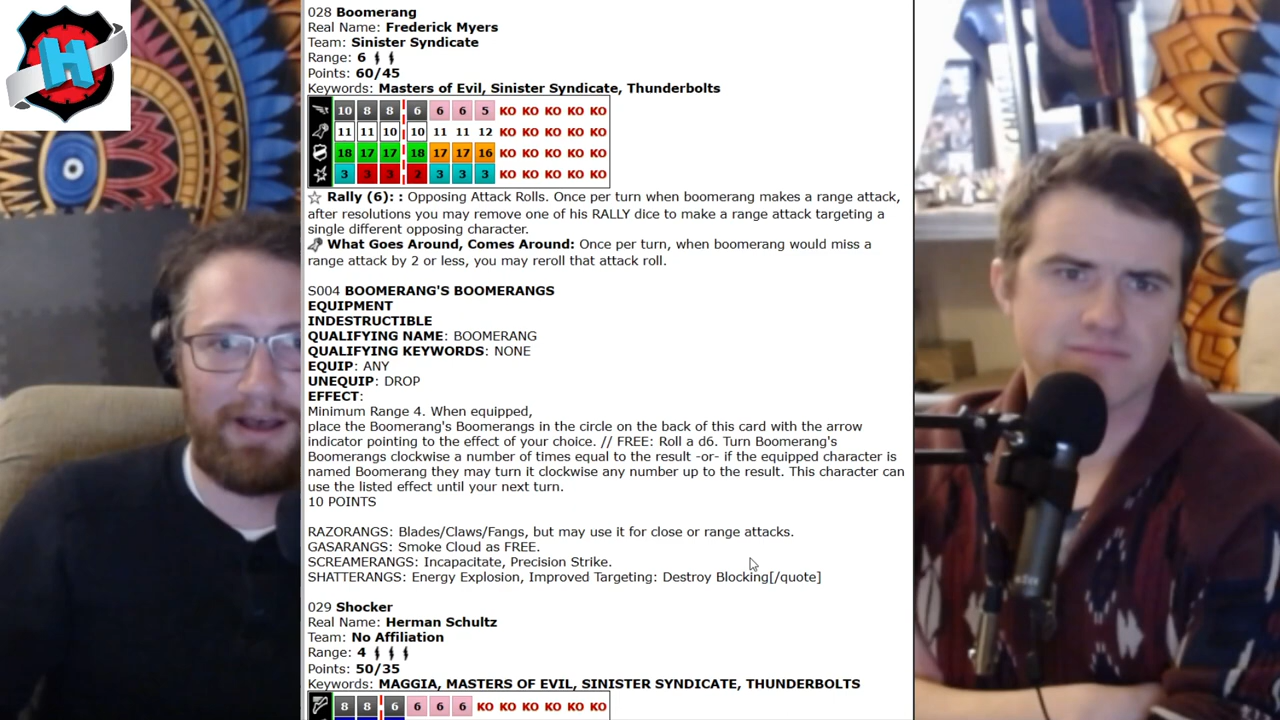 H
028 Boomerang
Real Name: Frederick Myers
Team: Sinister Syndicate
Range: 6
Points: 60/45
Keywords: Masters of Evil, Sinister Syndicate, Thunderbolts
10 8 8 6 6 6 5 KO KO KO KO KO
11 11 10 10 11 11 12 KO KO KO KO KO
18 17 17 18 17 17 16 KO KO KO KO KO
3 3 3 2 3 3 3 KO KO KO KO KO
Rally (6): : Opposing Attack Rolls. Once per turn when boomerang makes a range attack,
after resolutions you may remove one of his RALLY dice to make a range attack targeting a
single different opposing character.
What Goes Around, Comes Around: Once per turn, when boomerang would miss a
range attack by 2 or less, you may reroll that attack roll.
S004 BOOMERANG'S BOOMERANGS
EQUIPMENT
INDESTRUCTIBLE
QUALIFYING NAME: BOOMERANG
QUALIFYING KEYWORDS: NONE
EQUIP: ANY
UNEQUIP: DROP
EFFECT:
Minimum Range 4. When equipped,
place the Boomerang's Boomerangs in the circle on the back of this card with the arrow
indicator pointing to the effect of your choice. // FREE: Roll a d6. Turn Boomerang's
Boomerangs clockwise a number of times equal to the result -or- if the equipped character is
named Boomerang they may turn it clockwise any number up to the result. This character can
use the listed effect until your next turn.
10 POINTS
RAZORANGS: Blades/Claws/Fangs, but may use it for close or range attacks.
GASARANGS: Smoke Cloud as FREE.
SCREAMERANGS: Incapacitate, Precision Strike.
SHATTERANGS: Energy Explosion, Improved Targeting: Destroy Blocking[/quote]
029 Shocker
Real Name: Herman Schultz
Team: No Affiliation
Range: 4
Points: 50/35
Keywords: MAGGIA, MASTERS OF EVIL, SINISTER SYNDICATE, THUNDERBOLTS
8 8 6 6 6 6 KO KO KO KO KO KO